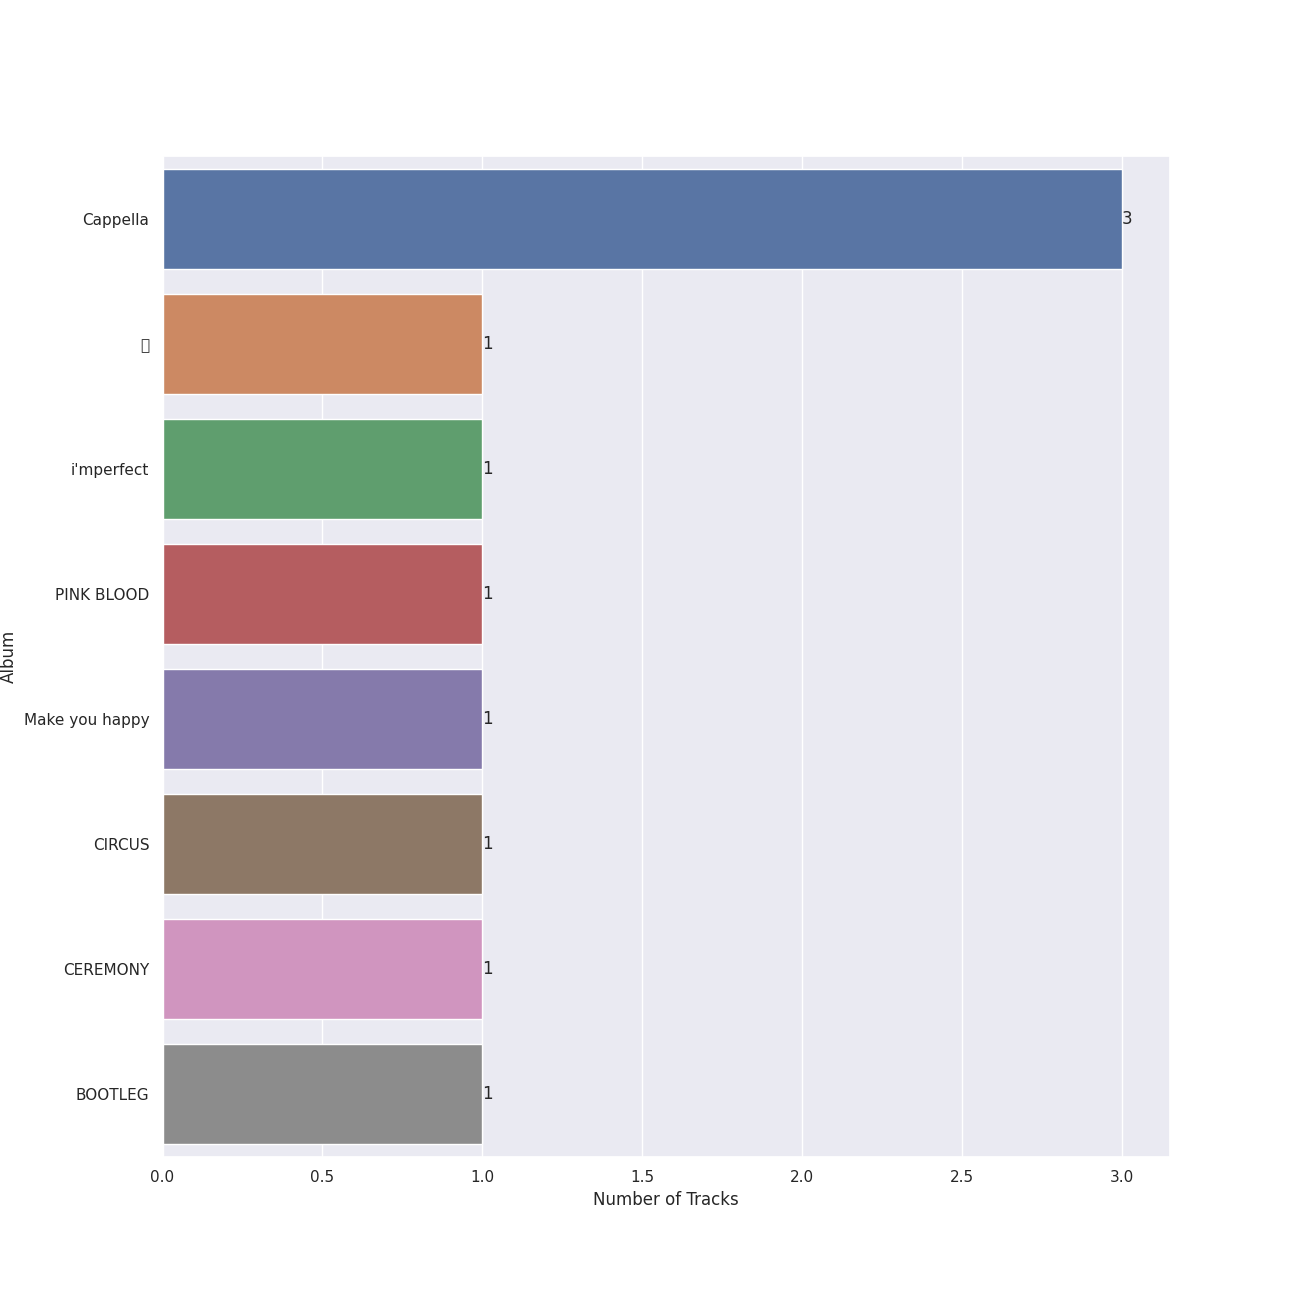 Cappella
3
1
i'mperfect
1
PINK BLOOD
1
Make you happy
1
CIRCUS
1
CEREMONY
1
BOOTLEG
1
0.0 0.5 1.0 1.5 2.0 2.5 3.0
Number of Tracks
Album